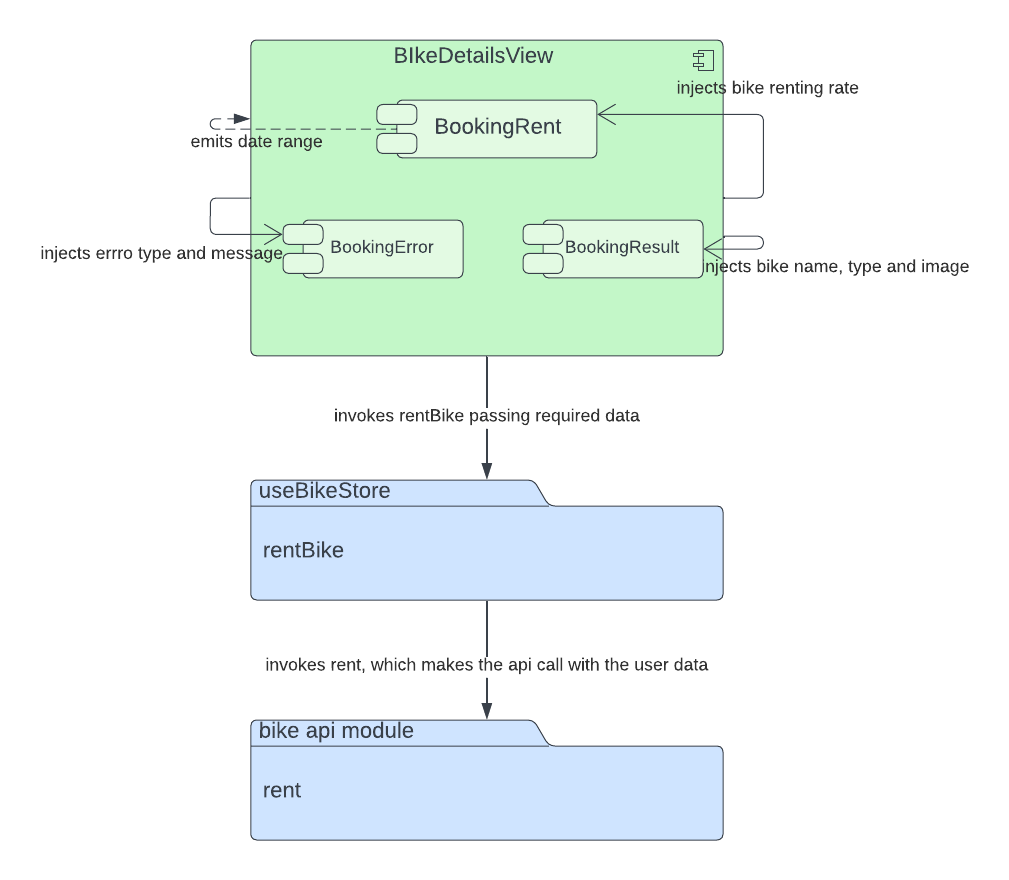 BIkeDetailsView
injects bike renting rate
BookingRent
emits date range
BookingError
BookingResult
injects errro type and message
injects bike name, type and image
invokes rentBike passing required data
useBikeStore
rentBike
invokes rent, which makes the api call with the user data
bike api module
rent